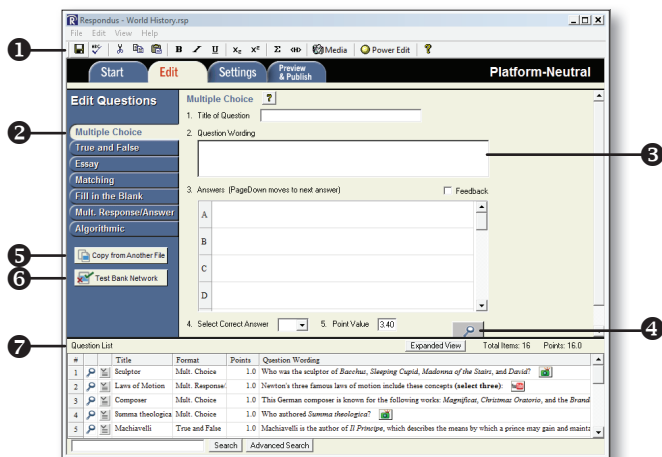 Respondus - World History.rsp
File Edit View Help
1
B I U X₂ X² Σ Media Power Edit ?
Start Edit Settings Preview & Publish Platform-Neutral
Edit Questions
Multiple Choice ?
1. Title of Question
2
Multiple Choice
2. Question Wording
True and False
3
Essay
Matching
Fill in the Blank
3. Answers (PageDown moves to next answer) Feedback
Mult. Response/Answer
A
Algorithmic
B
5
Copy from Another File
C
6
Test Bank Network
D
4. Select Correct Answer 5. Point Value 3.40
4
7
Question List Expanded View Total Items: 16 Points: 16.0
# Title Format Points Question Wording
1 Sculptor Mult. Choice 1.0 Who was the sculptor of Bacchus, Sleeping Cupid, Madonna of the Stairs, and David?
2 Laws of Motion Mult. Response/ 1.0 Newton's three famous laws of motion include these concepts (select three):
3 Composer Mult. Choice 1.0 This German composer is known for the following works: Magnificat, Christmas Oratorio, and the Brand
4 Summa theologica Mult. Choice 1.0 Who authored Summa theologica?
5 Machiavelli True and False 1.0 Machiavelli is the author of Il Principe, which describes the means by which a prince may gain and mainta
Search Advanced Search